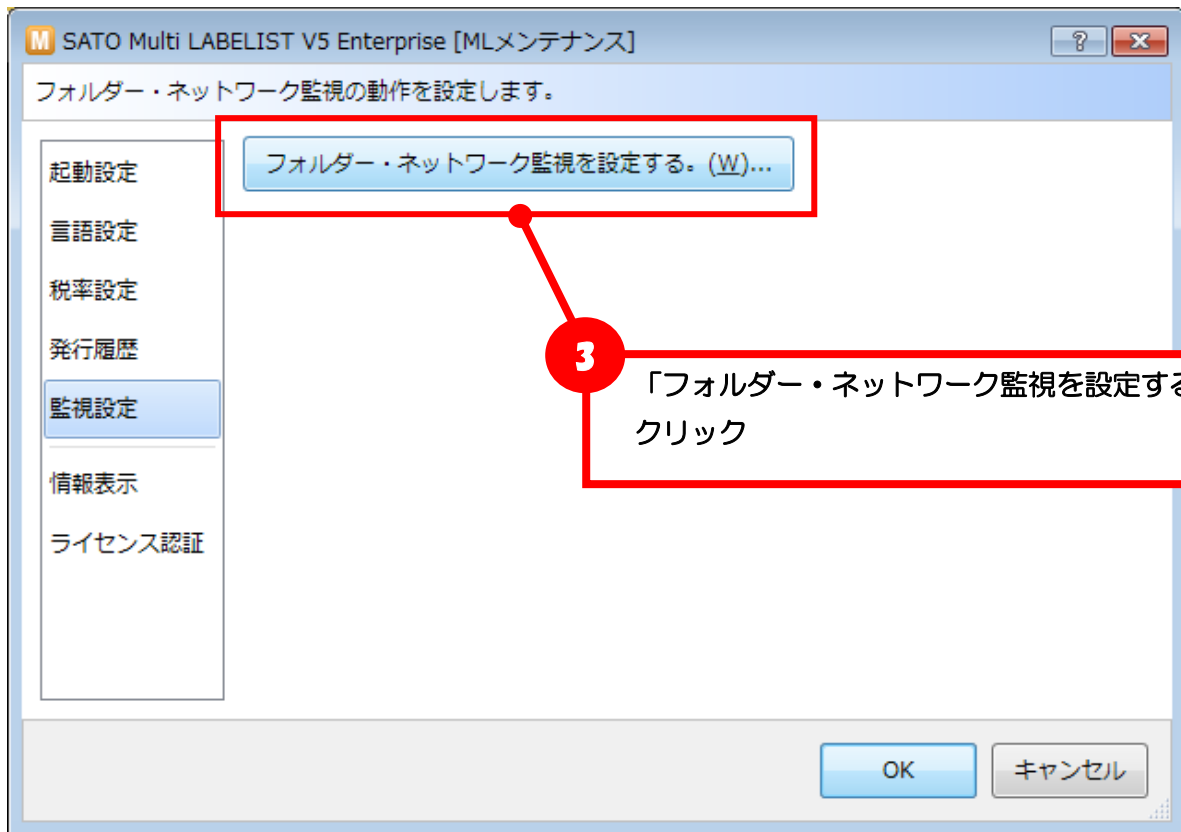 M SATO Multi LABELIST V5 Enterprise [MLメンテナンス]
?
フォルダー・ネットワーク監視の動作を設定します。
起動設定
言語設定
税率設定
発行履歴
監視設定
情報表示
ライセンス認証
フォルダー・ネットワーク監視を設定する。(W)...
3
「フォルダー・ネットワーク監視を設定する
クリック
OK
キャンセル